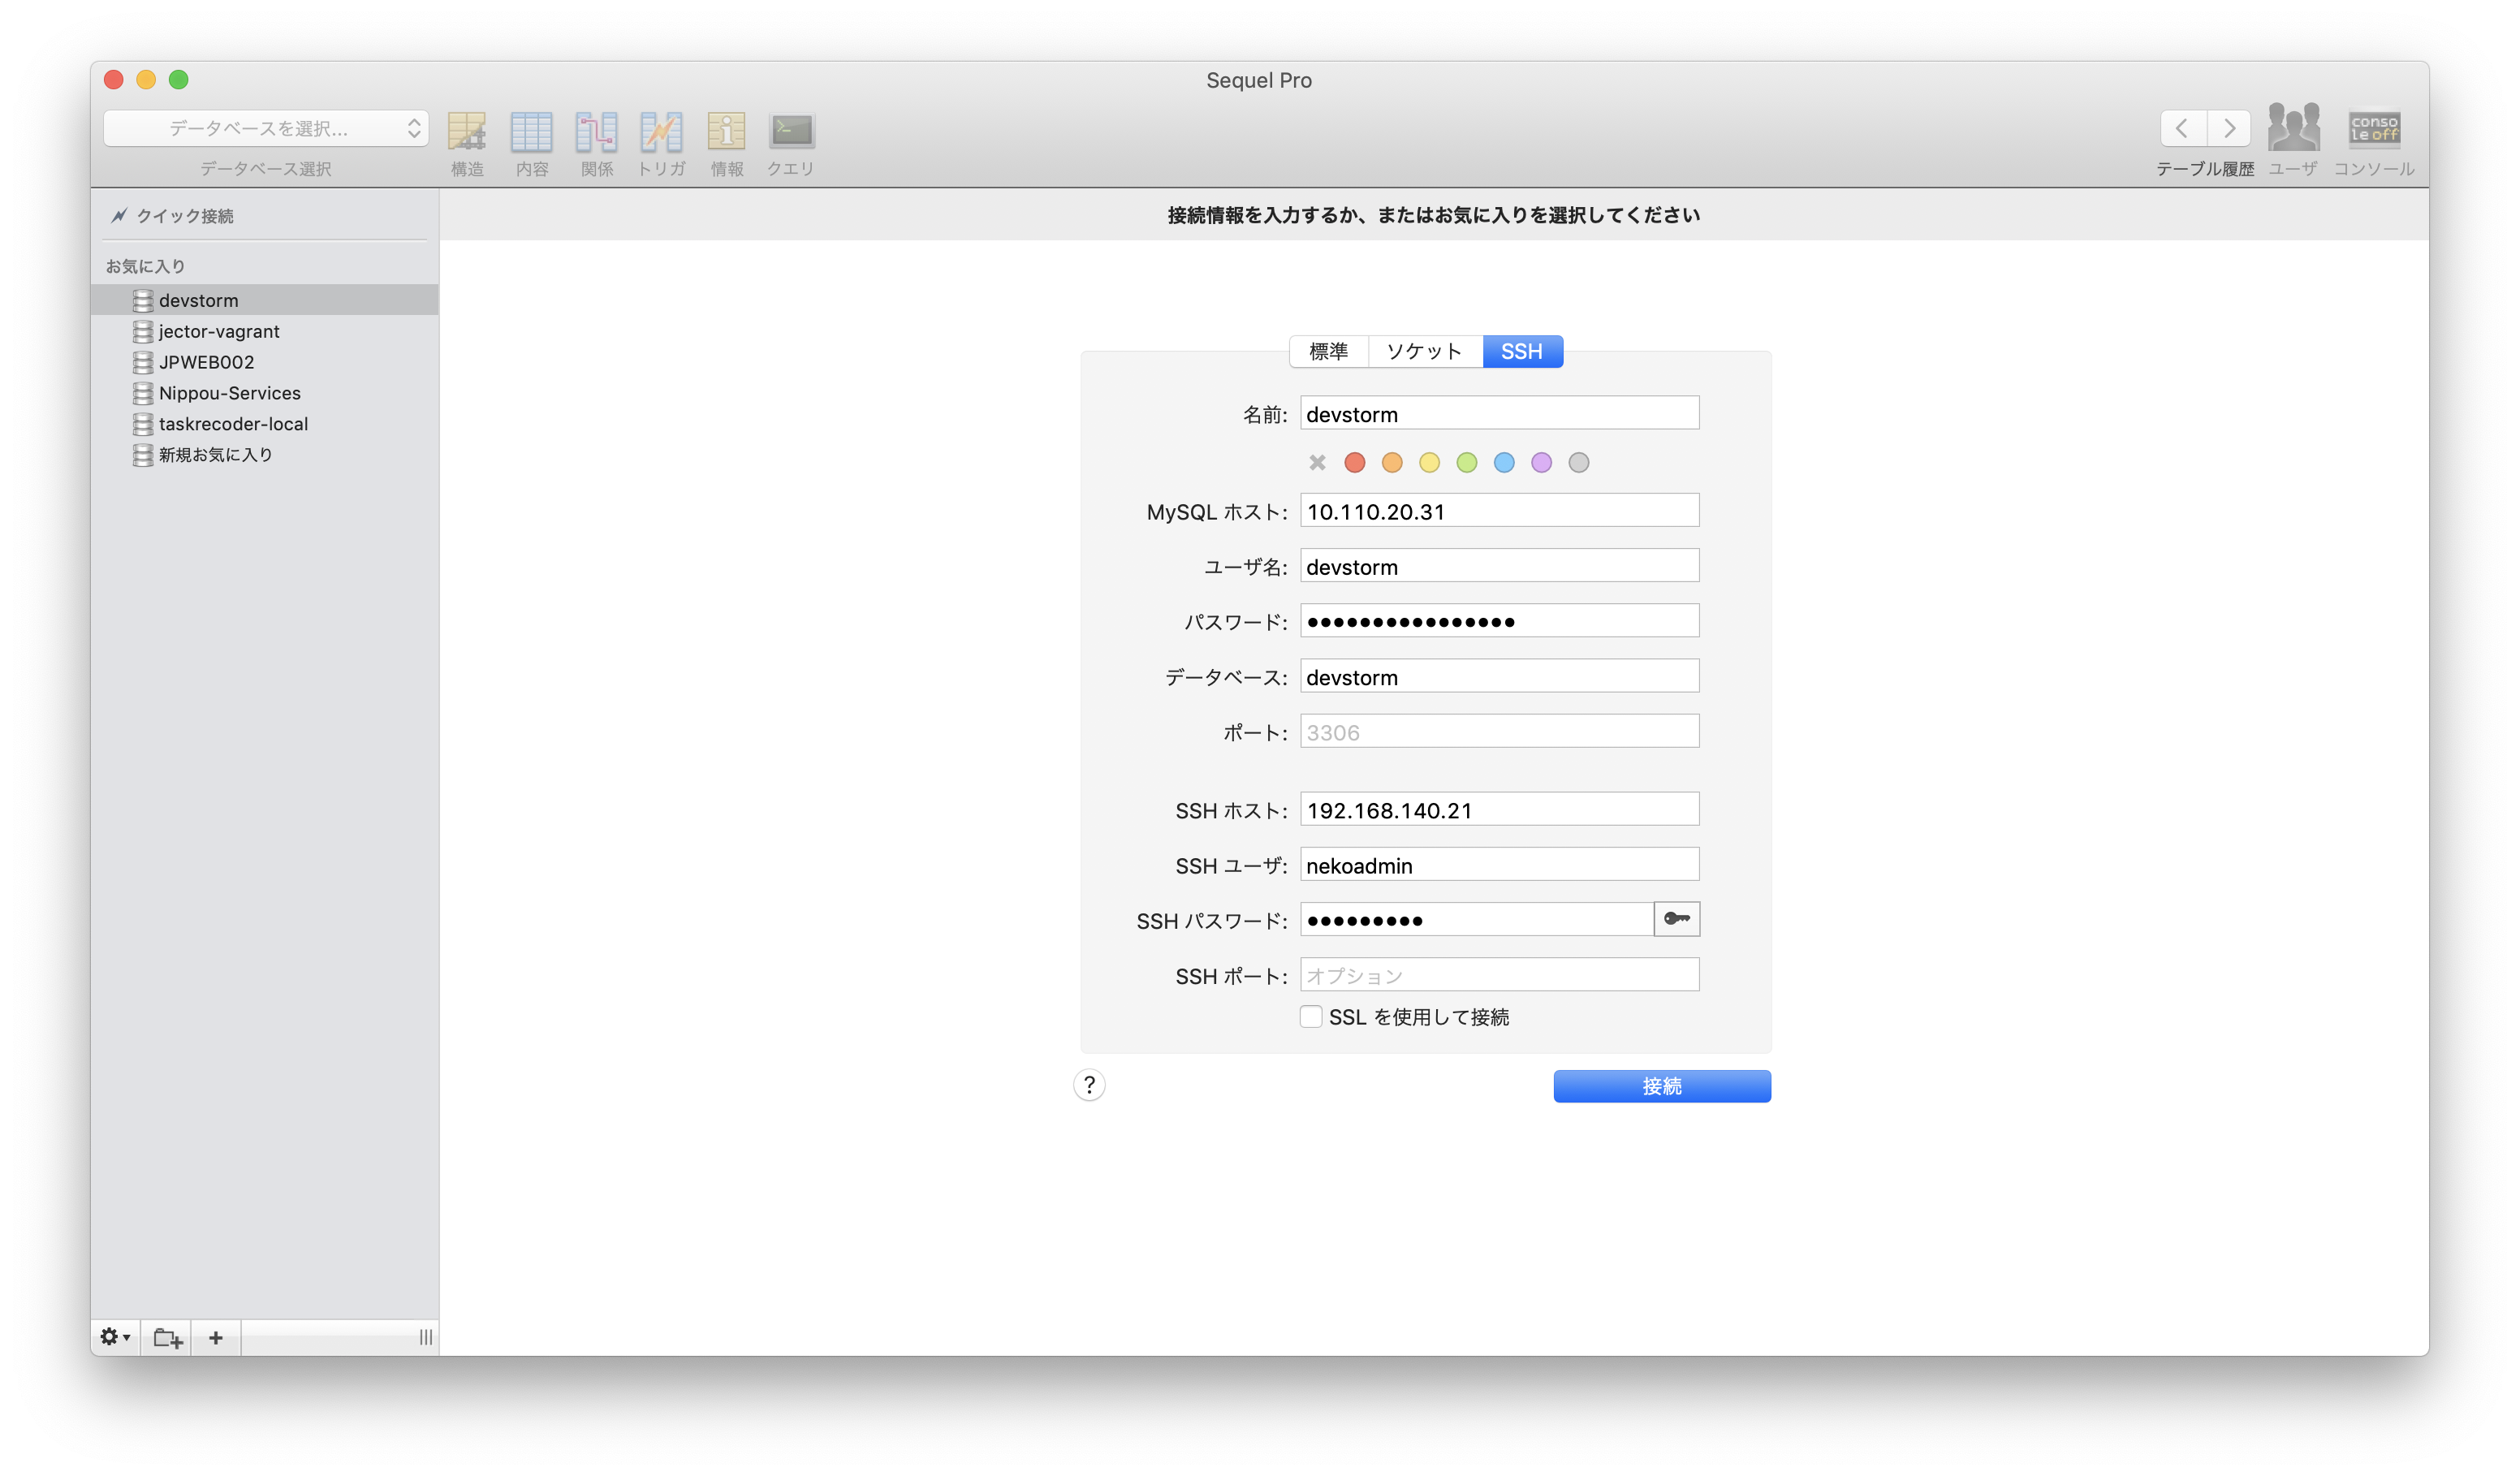 Sequel Pro
データベースを選択...
データベース選択
構造
内容
関係
トリガ
情報
クエリ
テーブル履歴
ユーザ
conso
le off
コンソール
クイック接続
お気に入り
devstorm
jector-vagrant
JPWEB002
Nippou-Services
taskrecoder-local
新規お気に入り
接続情報を入力するか、またはお気に入りを選択してください
標準 ソケット SSH
名前: devstorm
MySQL ホスト: 10.110.20.31
ユーザ名: devstorm
パスワード: ●●●●●●●●●●●●●●●●
データベース: devstorm
ポート: 3306
SSH ホスト: 192.168.140.21
SSH ユーザ: nekoadmin
SSH パスワード: ●●●●●●●●●
SSH ポート: オプション
SSL を使用して接続
?
接続